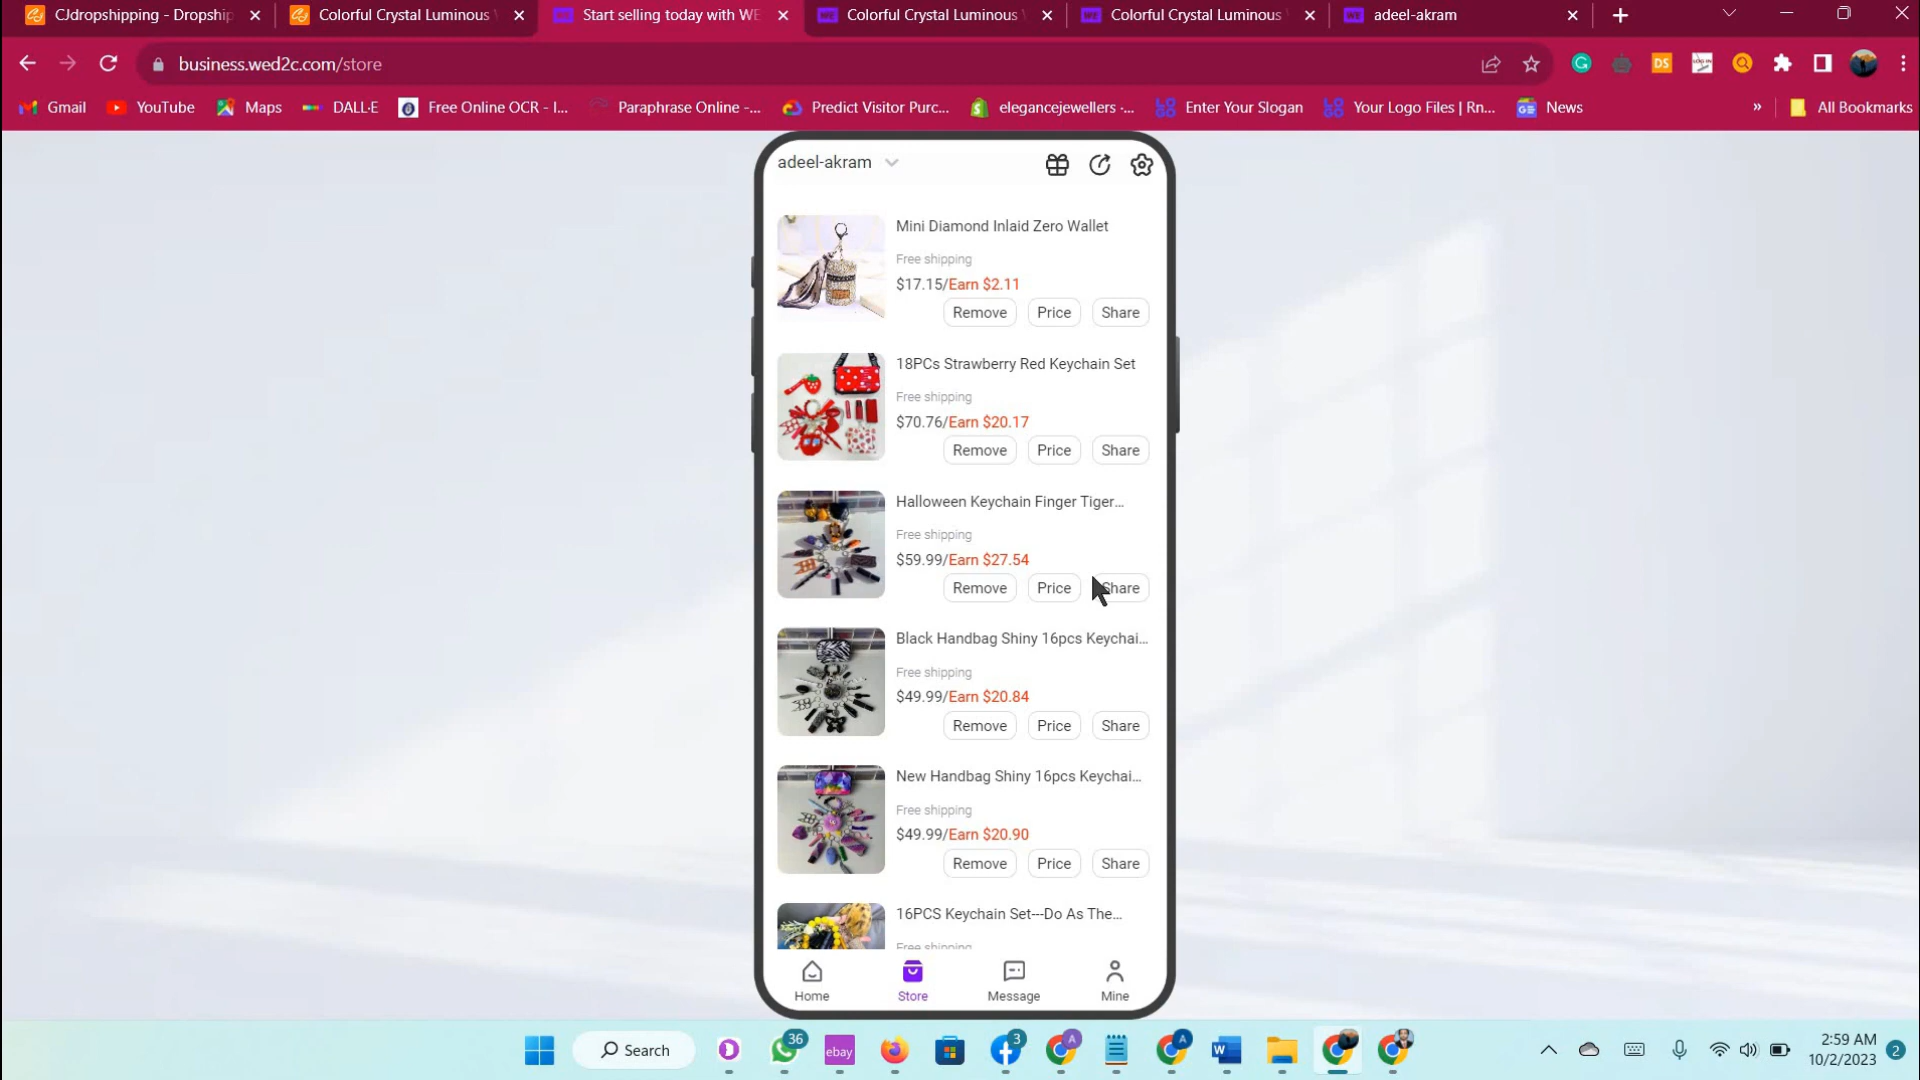 CJdropshipping - Dropship
Colorful Crystal Luminous
Start selling today with WE
Colorful Crystal Luminous
Colorful Crystal Luminous
adeel-akram
business.wed2c.com/store
Gmail
YouTube
Maps
DALL·E
Free Online OCR - I...
Paraphrase Online -...
Predict Visitor Purc...
elegancejewellers -...
Enter Your Slogan
Your Logo Files | Rn...
News
»
All Bookmarks
adeel-akram
Mini Diamond Inlaid Zero Wallet
Free shipping
$17.15/Earn $2.11
Remove Price Share
18PCs Strawberry Red Keychain Set
Free shipping
$70.76/Earn $20.17
Remove Price Share
Halloween Keychain Finger Tiger...
Free shipping
$59.99/Earn $27.54
Remove Price Share
Black Handbag Shiny 16pcs Keychai...
Free shipping
$49.99/Earn $20.84
Remove Price Share
New Handbag Shiny 16pcs Keychai...
Free shipping
$49.99/Earn $20.90
Remove Price Share
16PCS Keychain Set---Do As The...
Free shipping
Home Store Message Mine
Search
36
ebay
3
A
A
2:59 AM
10/2/2023
2